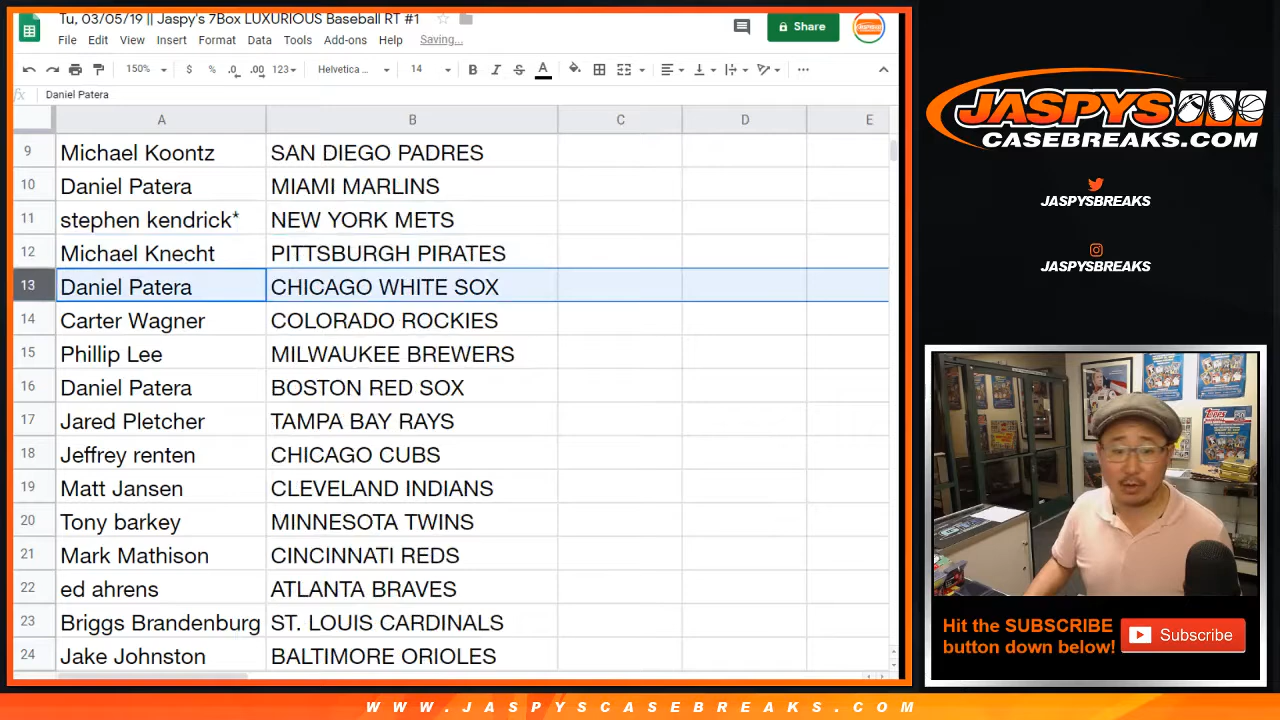 Tu, 03/05/19 || Jaspy's 7Box LUXURIOUS Baseball RT #1
File Edit View Insert Format Data Tools Add-ons Help Saving...
Share
150% $ % .0 .00 123 Helvetica ... 14 B I S A
fx Daniel Patera
A B C D E
9 Michael Koontz SAN DIEGO PADRES
10 Daniel Patera MIAMI MARLINS
11 stephen kendrick* NEW YORK METS
12 Michael Knecht PITTSBURGH PIRATES
13 Daniel Patera CHICAGO WHITE SOX
14 Carter Wagner COLORADO ROCKIES
15 Phillip Lee MILWAUKEE BREWERS
16 Daniel Patera BOSTON RED SOX
17 Jared Pletcher TAMPA BAY RAYS
18 Jeffrey renten CHICAGO CUBS
19 Matt Jansen CLEVELAND INDIANS
20 Tony barkey MINNESOTA TWINS
21 Mark Mathison CINCINNATI REDS
22 ed ahrens ATLANTA BRAVES
23 Briggs Brandenburg ST. LOUIS CARDINALS
24 Jake Johnston BALTIMORE ORIOLES
JASPYS
CASEBREAKS.COM
JASPYSBREAKS
JASPYSBREAKS
Hit the SUBSCRIBE
button down below!
Subscribe
WWW.JASPYSCASEBREAKS.COM